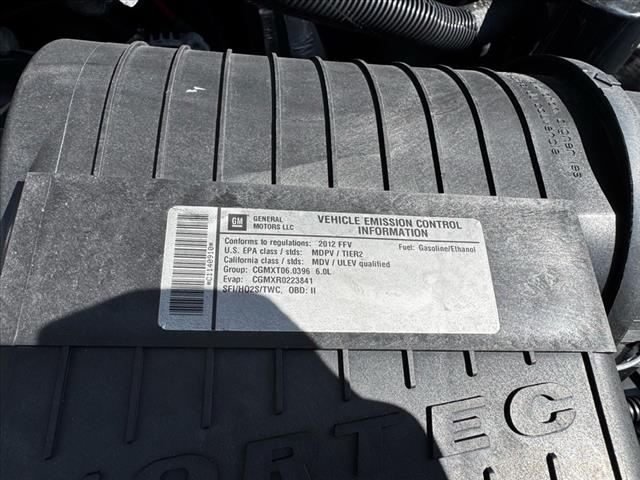 GM GENERAL MOTORS LLC
VEHICLE EMISSION CONTROL INFORMATION
Conforms to regulations: 2012 FFV Fuel: Gasoline/Ethanol
U.S. EPA class / stds: MDPV / TIER2
California class / stds: MDV / ULEV qualified
Group: CGMXT06.0396 6.0L
Evap: CGMXR0223841
SFI/HO2S/TWC, OBD: II
*C1140910*
ORTEC